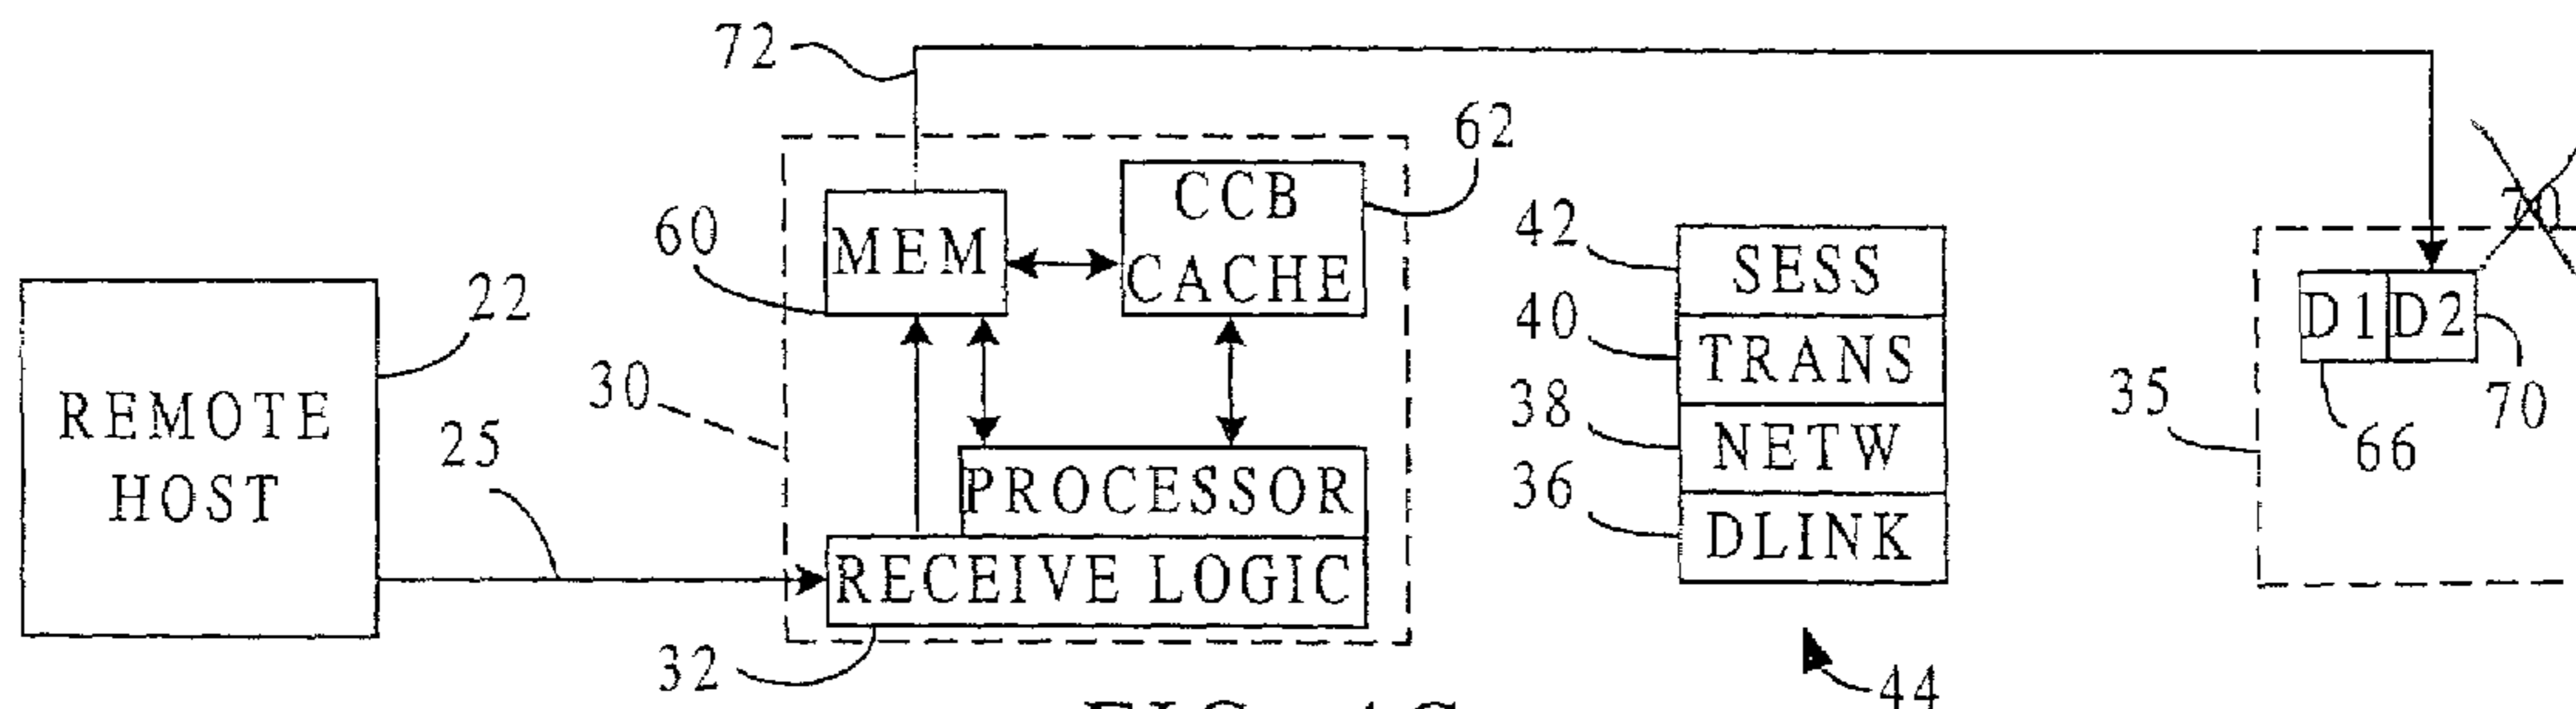 72
62
CCB
CACHE
60
MEM
42
SESS
40
TRANS
38
NETW
36
DLINK
70
D1
D2
70
66
35
22
REMOTE
HOST
25
30
PROCESSOR
RECEIVE LOGIC
32
44